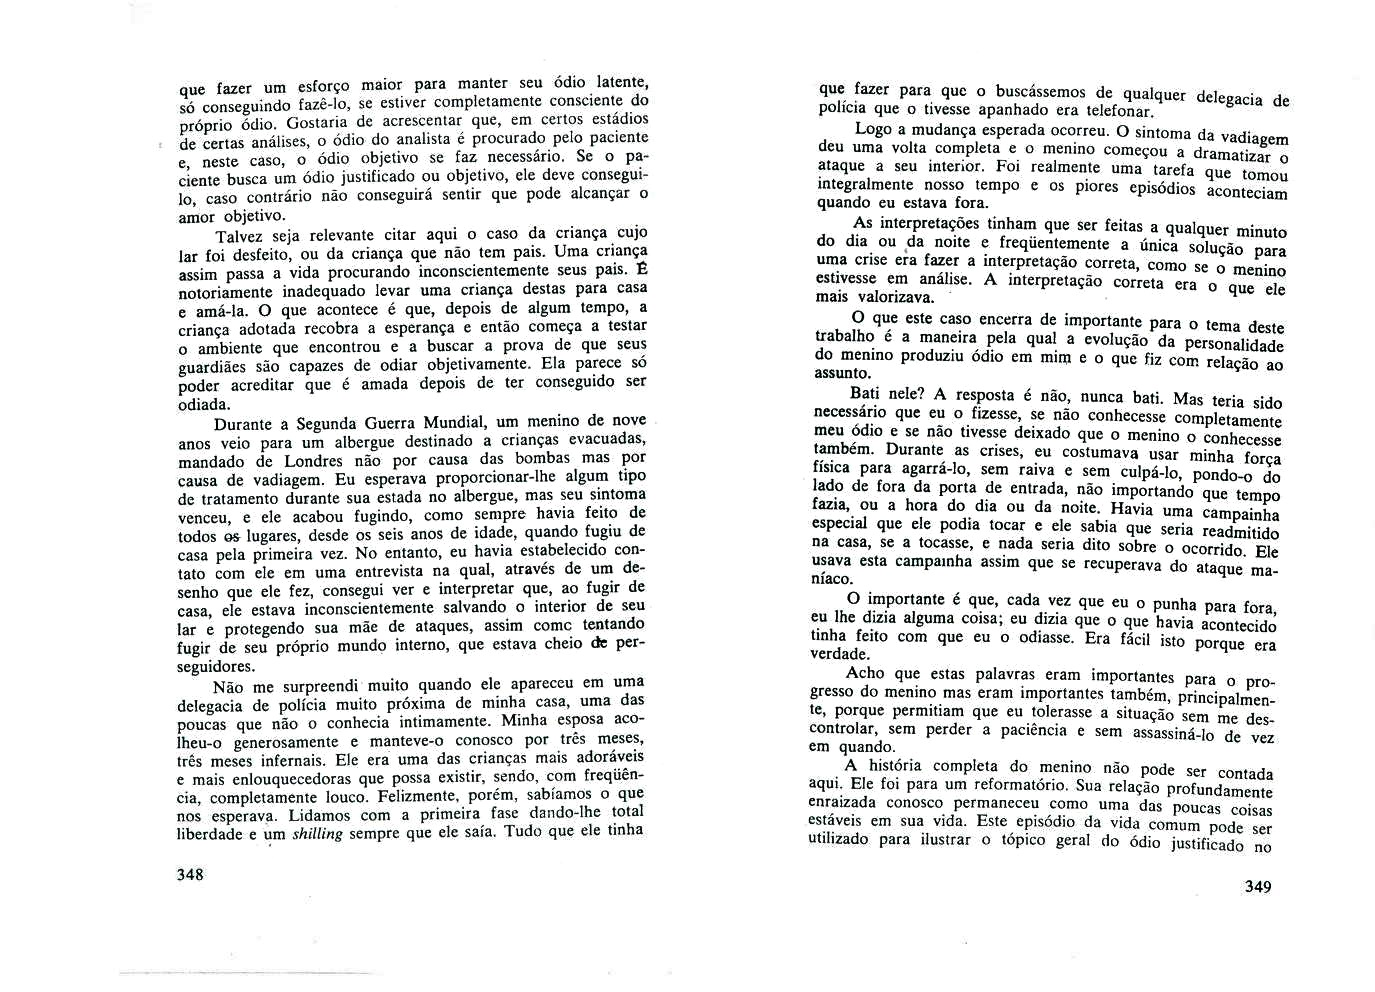 que fazer um esforço maior para manter seu ódio latente,
só conseguindo fazê-lo, se estiver completamente consciente do
próprio ódio. Gostaria de acrescentar que, em certos estádios
de certas análises, o ódio do analista é procurado pelo paciente
e, neste caso, o ódio objetivo se faz necessário. Se o pa-
ciente busca um ódio justificado ou objetivo, ele deve consegui-
lo, caso contrário não conseguirá sentir que pode alcançar o
amor objetivo.
Talvez seja relevante citar aqui o caso da criança cujo
lar foi desfeito, ou da criança que não tem pais. Uma criança
assim passa a vida procurando inconscientemente seus pais. É
notoriamente inadequado levar uma criança destas para casa
e amá-la. O que acontece é que, depois de algum tempo, a
criança adotada recobra a esperança e então começa a testar
o ambiente que encontrou e a buscar a prova de que seus
guardiães são capazes de odiar objetivamente. Ela parece só
poder acreditar que é amada depois de ter conseguido ser
odiada.
Durante a Segunda Guerra Mundial, um menino de nove
anos veio para um albergue destinado a crianças evacuadas,
mandado de Londres não por causa das bombas mas por
causa de vadiagem. Eu esperava proporcionar-lhe algum tipo
de tratamento durante sua estada no albergue, mas seu sintoma
venceu, e ele acabou fugindo, como sempre havia feito de
todos os lugares, desde os seis anos de idade, quando fugiu de
casa pela primeira vez. No entanto, eu havia estabelecido con-
tato com ele em uma entrevista na qual, através de um de-
senho que ele fez, consegui ver e interpretar que, ao fugir de
casa, ele estava inconscientemente salvando o interior de seu
lar e protegendo sua mãe de ataques, assim como tentando
fugir de seu próprio mundo interno, que estava cheio de per-
seguidores.
Não me surpreendi muito quando ele apareceu em uma
delegacia de polícia muito próxima de minha casa, uma das
poucas que não o conhecia intimamente. Minha esposa aco-
lheu-o generosamente e manteve-o conosco por três meses,
três meses infernais. Ele era uma das crianças mais adoráveis
e mais enlouquecedoras que possa existir, sendo, com freqüên-
cia, completamente louco. Felizmente, porém, sabíamos o que
nos esperava. Lidamos com a primeira fase dando-lhe total
liberdade e um shilling sempre que ele saía. Tudo que ele tinha
348
que fazer para que o buscássemos de qualquer delegacia de
polícia que o tivesse apanhado era telefonar.
Logo a mudança esperada ocorreu. O sintoma da vadiagem
deu uma volta completa e o menino começou a dramatizar o
ataque a seu interior. Foi realmente uma tarefa que tomou
integralmente nosso tempo e os piores episódios aconteciam
quando eu estava fora.
As interpretações tinham que ser feitas a qualquer minuto
do dia ou da noite e freqüentemente a única solução para
uma crise era fazer a interpretação correta, como se o menino
estivesse em análise. A interpretação correta era o que ele
mais valorizava.
O que este caso encerra de importante para o tema deste
trabalho é a maneira pela qual a evolução da personalidade
do menino produziu ódio em mim e o que fiz com relação ao
assunto.
Bati nele? A resposta é não, nunca bati. Mas teria sido
necessário que eu o fizesse, se não conhecesse completamente
meu ódio e se não tivesse deixado que o menino o conhecesse
também. Durante as crises, eu costumava usar minha força
física para agarrá-lo, sem raiva e sem culpá-lo, pondo-o do
lado de fora da porta de entrada, não importando que tempo
fazia, ou a hora do dia ou da noite. Havia uma campainha
especial que ele podia tocar e ele sabia que seria readmitido
na casa, se a tocasse, e nada seria dito sobre o ocorrido. Ele
usava esta campainha assim que se recuperava do ataque ma-
níaco.
O importante é que, cada vez que eu o punha para fora,
eu lhe dizia alguma coisa; eu dizia que o que havia acontecido
tinha feito com que eu o odiasse. Era fácil isto porque era
verdade.
Acho que estas palavras eram importantes para o pro-
gresso do menino mas eram importantes também, principalmen-
te, porque permitiam que eu tolerasse a situação sem me des-
controlar, sem perder a paciência e sem assassiná-lo de vez
em quando.
A história completa do menino não pode ser contada
aqui. Ele foi para um reformatório. Sua relação profundamente
enraizada conosco permaneceu como uma das poucas coisas
estáveis em sua vida. Este episódio da vida comum pode ser
utilizado para ilustrar o tópico geral do ódio justificado no
349